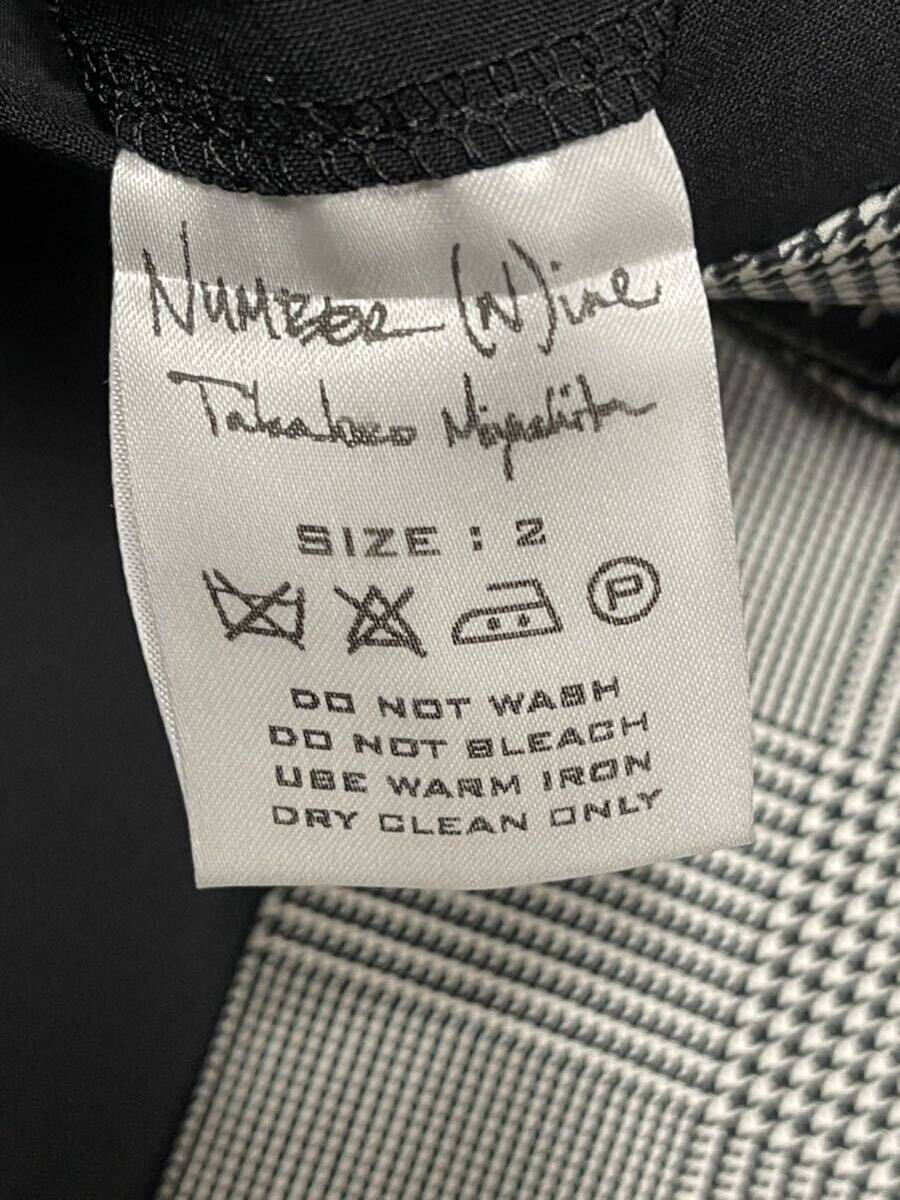 NUMBER (N)ine
Takahiro Miyashita
SIZE : 2
P
DO NOT WASH
DO NOT BLEACH
USE WARM IRON
DRY CLEAN ONLY